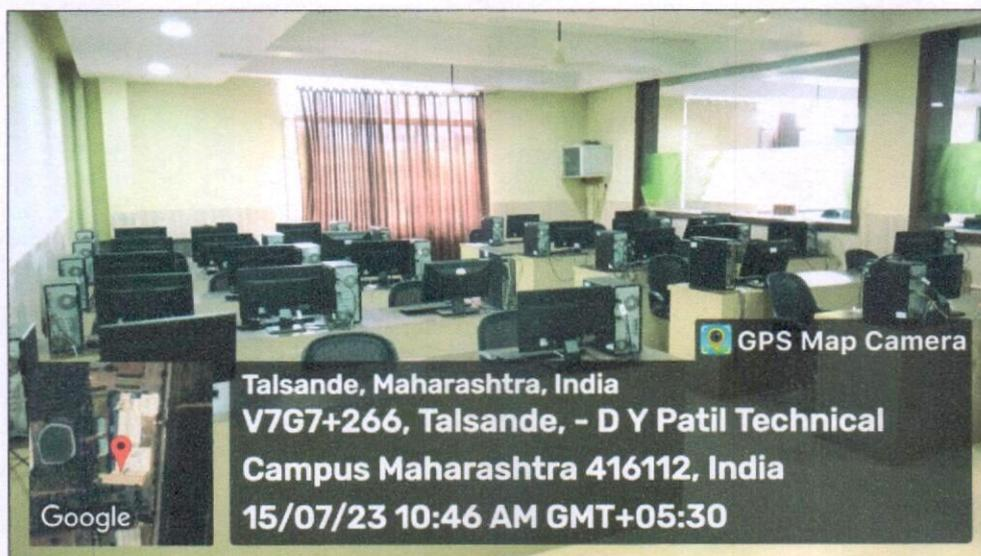 GPS Map Camera
Talsande, Maharashtra, India
V7G7+266, Talsande, - D Y Patil Technical
Campus Maharashtra 416112, India
15/07/23 10:46 AM GMT+05:30
Google